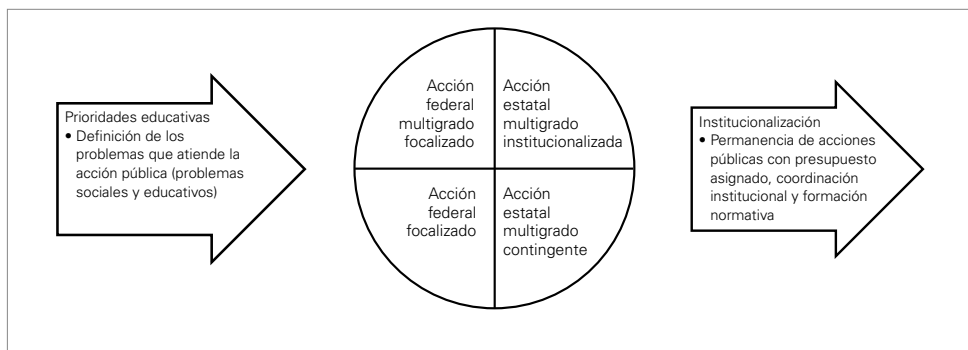 Prioridades educativas
• Definición de los
problemas que atiende la
acción pública (problemas
sociales y educativos)
Acción
federal
multigrado
focalizado
Acción
estatal
multigrado
institucionalizada
Acción
federal
focalizado
Acción
estatal
multigrado
contingente
Institucionalización
• Permanencia de acciones
públicas con presupuesto
asignado, coordinación
institucional y formación
normativa